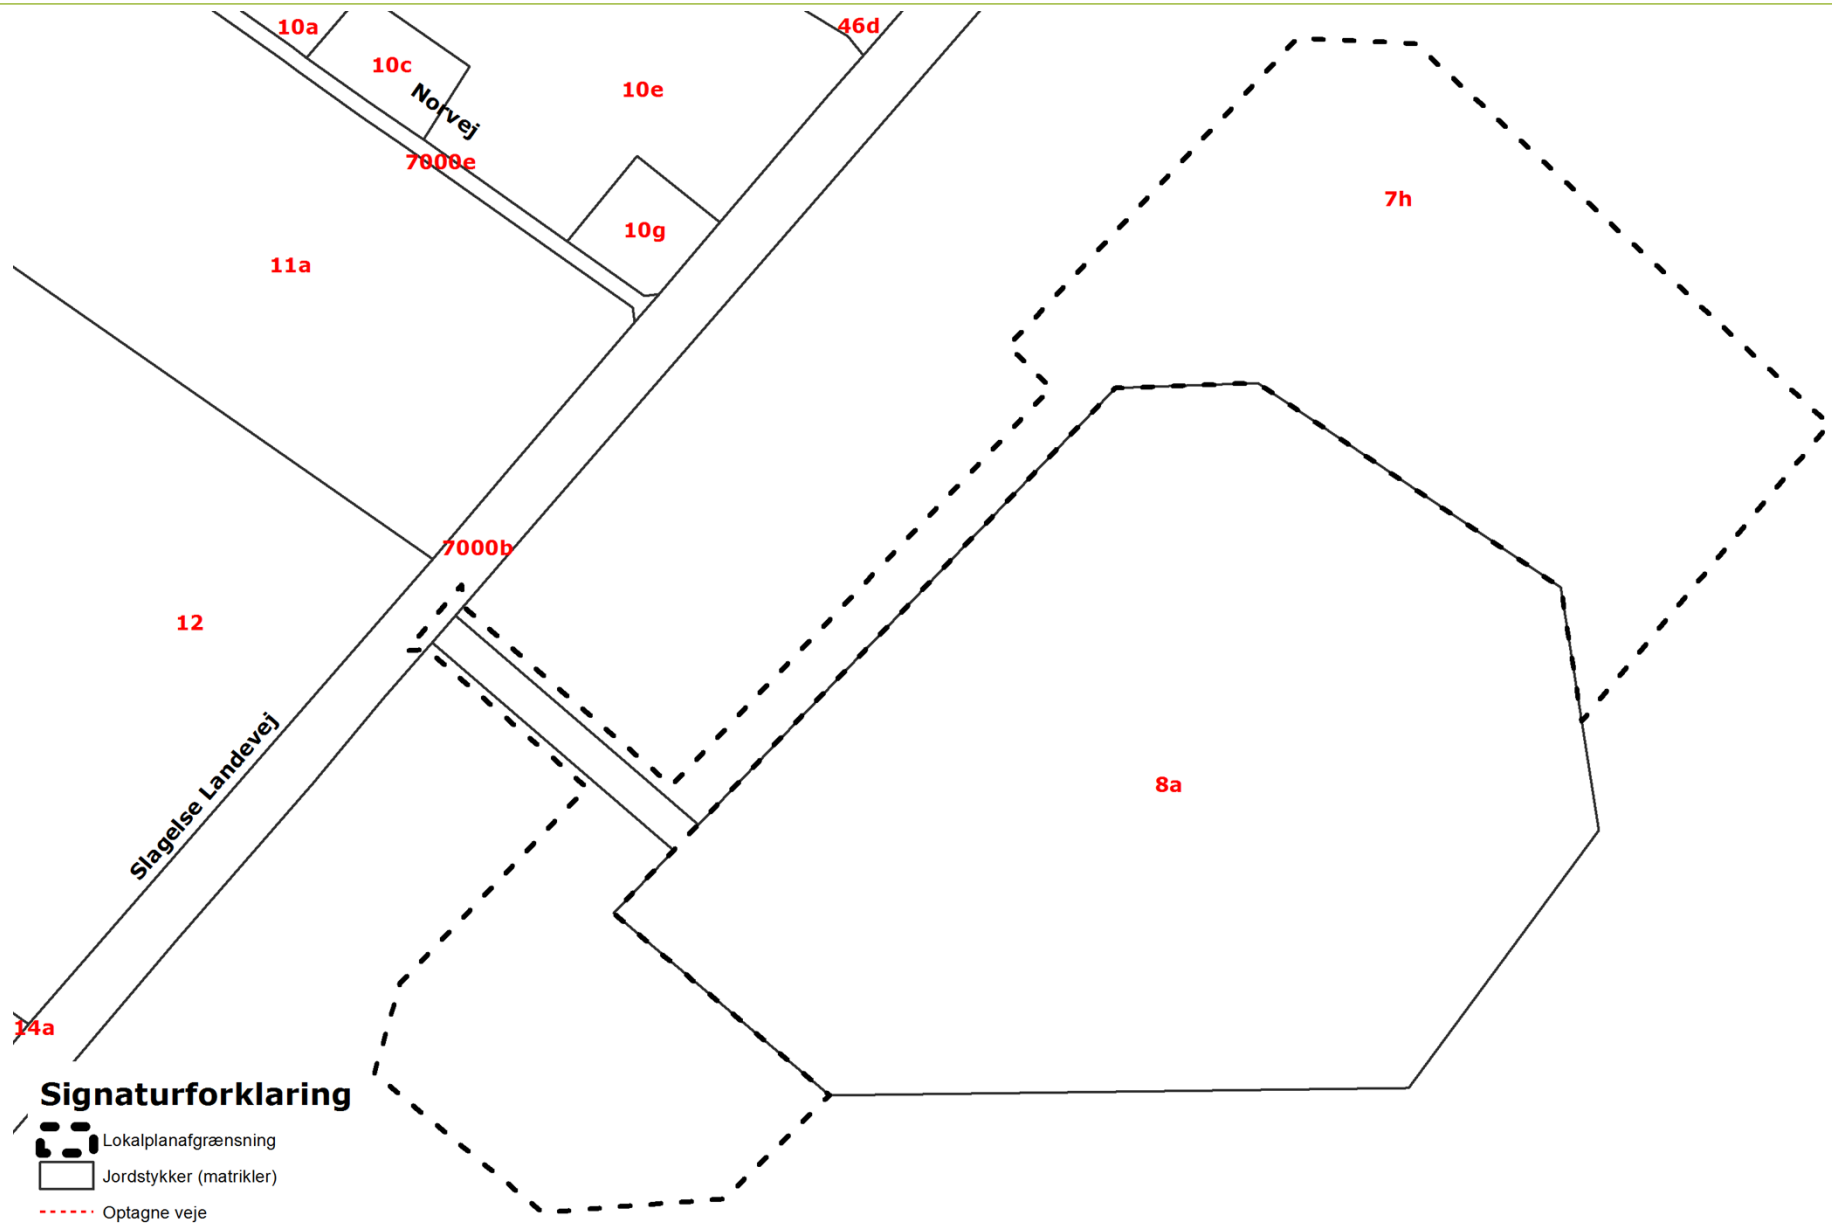 10a
46d
10c
10e
Norvej
7000e
7h
10g
11a
7000b
12
Slagelse Landevej
8a
14a
Signaturforklaring
Lokalplanafgrænsning
Jordstykker (matrikler)
Optagne veje